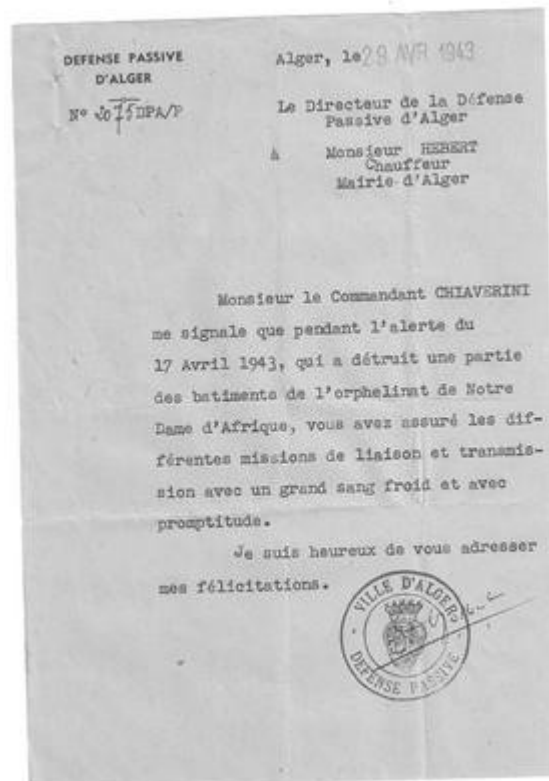 DEFENSE PASSIVE
D'ALGER
N° 2075 DPA/P
Alger, le 29 AVR 1943
Le Directeur de la Défense
Passive d'Alger
à Monsieur HEBERT
Chauffeur
Mairie d'Alger
Monsieur le Commandant CHIAVERINI
me signale que pendant l'alerte du
17 Avril 1943, qui a détruit une partie
des batiments de l'orphelinat de Notre
Dame d'Afrique, vous avez assuré les dif-
férentes missions de liaison et transmis-
sion avec un grand sang froid et avec
promptitude.
Je suis heureux de vous adresser
mes félicitations.
VILLE D'ALGER
DEFENSE PASSIVE